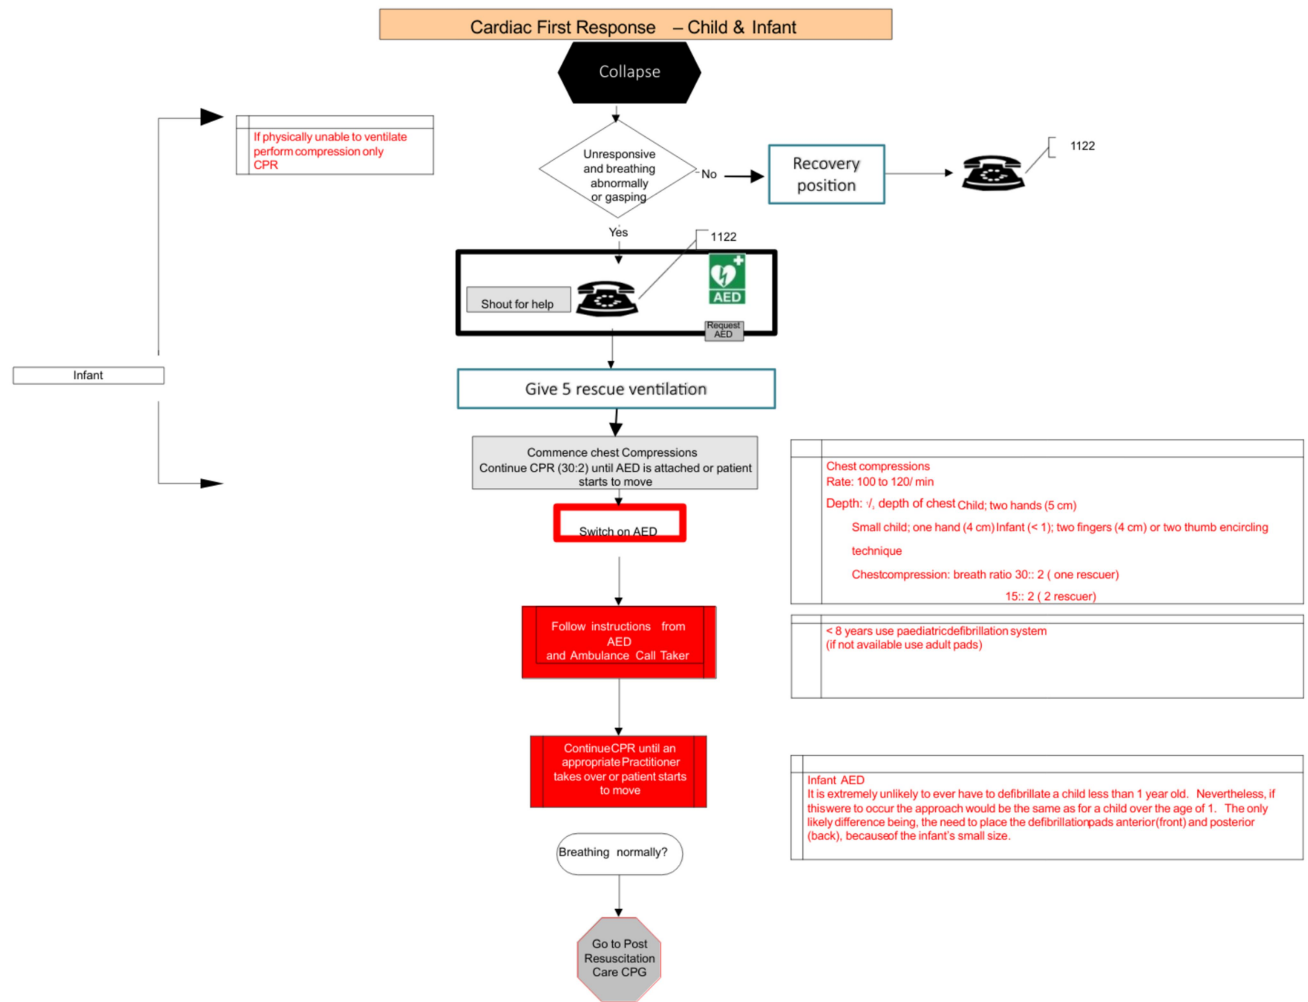 Cardiac First Response – Child & Infant
Collapse
If physically unable to ventilate
perform compression only
CPR
Unresponsive
and breathing
abnormally
or gasping
No
Recovery
position
1122
Yes
1122
Shout for help
AED
Request
AED
Infant
Give 5 rescue ventilation
Commence chest Compressions
Continue CPR (30:2) until AED is attached or patient
starts to move
Switch on AED
Chest compressions
Rate: 100 to 120/ min
Depth: /, depth of chest Child; two hands (5 cm)
Small child; one hand (4 cm) Infant (< 1); two fingers (4 cm) or two thumb encircling
technique
Chestcompression: breath ratio 30:: 2 ( one rescuer)
15:: 2 ( 2 rescuer)
Follow instructions from
AED
and Ambulance Call Taker
< 8 years use paediatricdefibrillation system
(if not available use adult pads)
ContinueCPR until an
appropriatePractitioner
takes over or patient starts
to move
Infant AED
It is extremely unlikely to ever have to defibrillate a child less than 1 year old. Nevertheless, if
thiswere to occur the approach would be the same as for a child over the age of 1. The only
likely difference being, the need to place the defibrillationpads anterior(front) and posterior
(back), becauseof the infant's small size.
Breathing normally?
Go to Post
Resuscitation
Care CPG